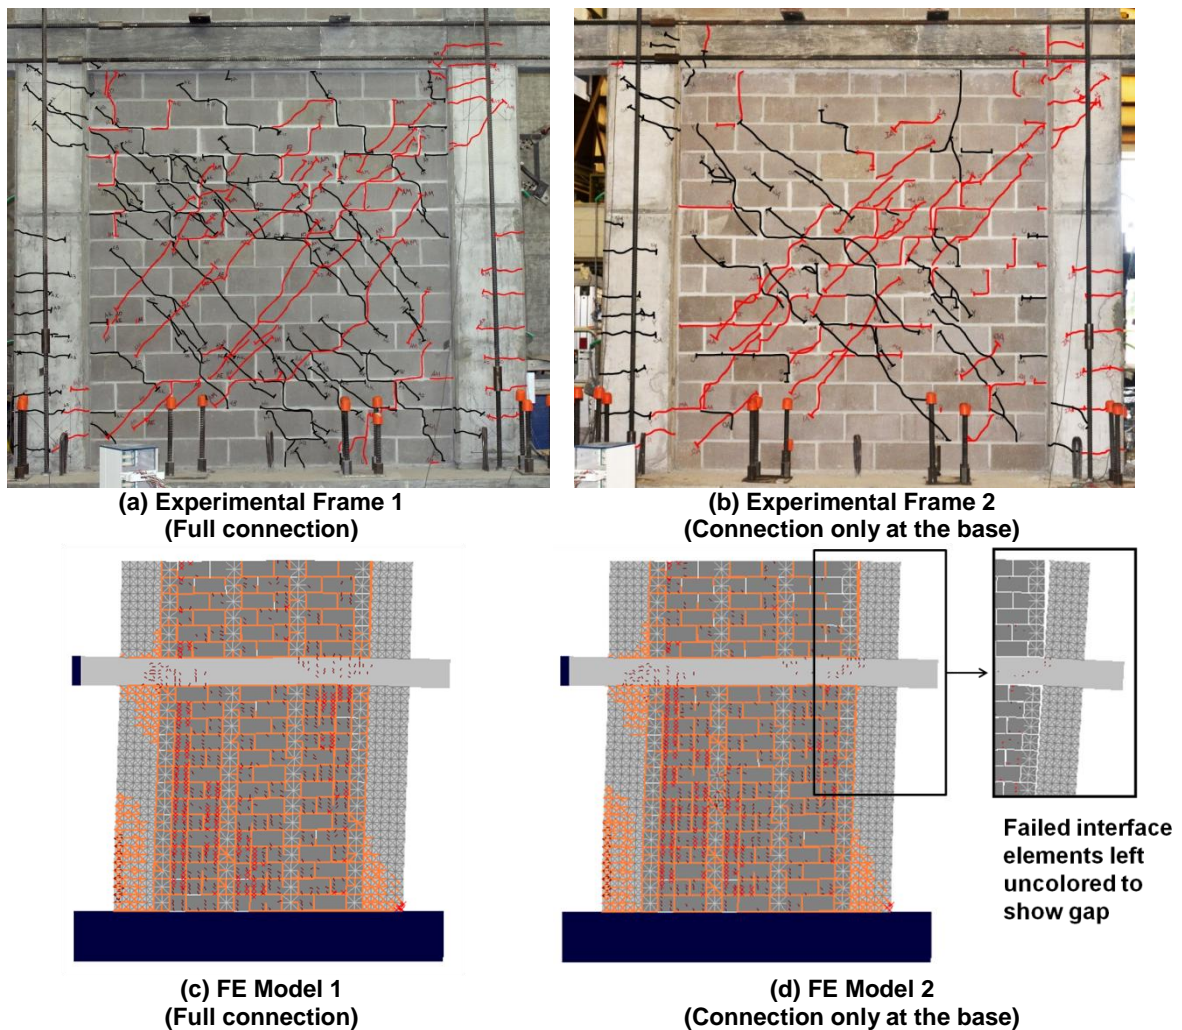 (a) Experimental Frame 1
(Full connection)
(b) Experimental Frame 2
(Connection only at the base)
Failed interface
elements left
uncolored to
show gap
(c) FE Model 1
(Full connection)
(d) FE Model 2
(Connection only at the base)